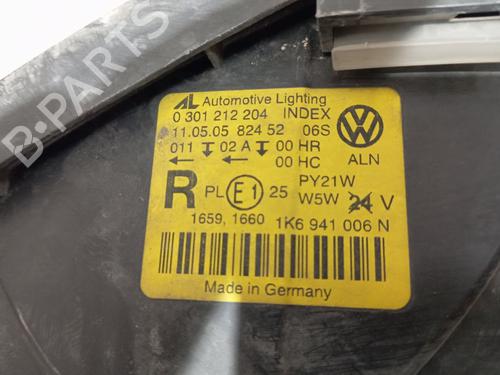 B-PARTS
AL Automotive Lighting
0 301 212 204 INDEX
11.05.05 824 52 06S
011 02 A 00 HR
00 HC ALN
R PL E1 25 PY21W
W5W 24 V
1659, 1660 1K6 941 006 N
Made in Germany